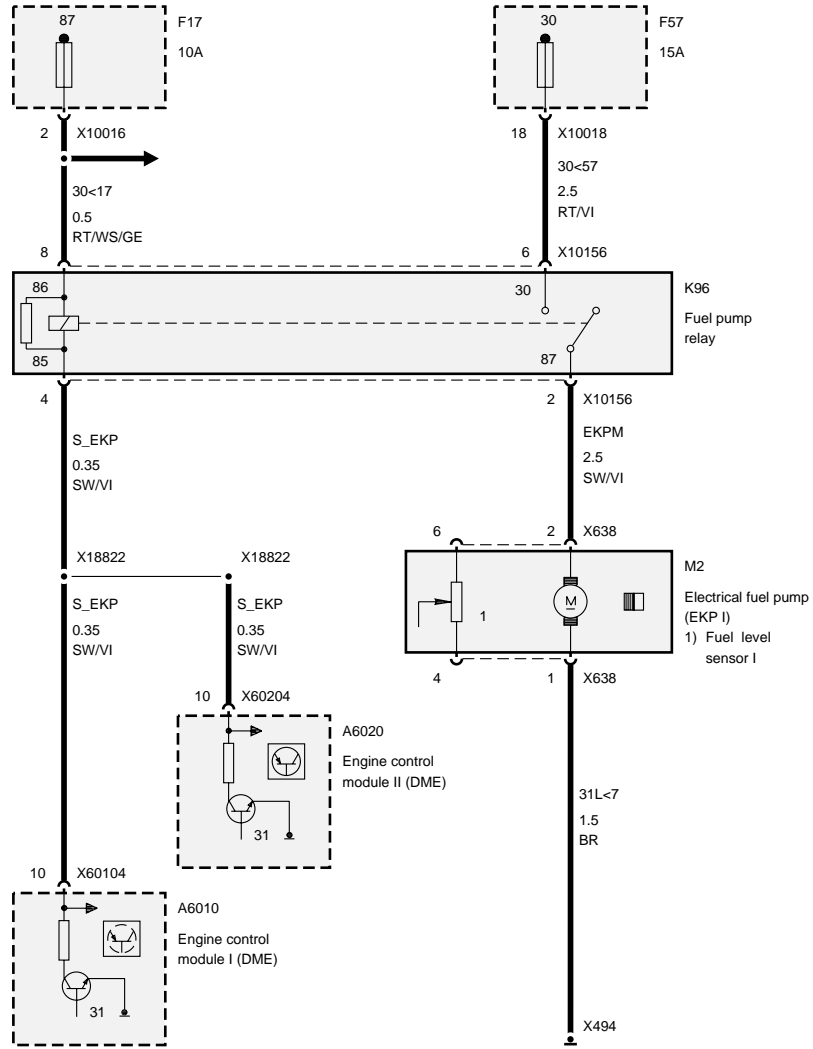 87
F17
10A
30
F57
15A
2
X10016
18
X10018
30<17
0.5
RT/WS/GE
30<57
2.5
RT/VI
8
6
X10156
86
85
30
87
K96
Fuel pump
relay
4
2
X10156
S_EKP
0.35
SW/VI
EKPM
2.5
SW/VI
6
2
X638
X18822
X18822
M
1
M2
Electrical fuel pump
(EKP I)
1) Fuel level
sensor I
S_EKP
0.35
SW/VI
S_EKP
0.35
SW/VI
4
1
X638
10
X60204
A6020
Engine control
module II (DME)
31
31L<7
1.5
BR
10
X60104
A6010
Engine control
module I (DME)
31
X494